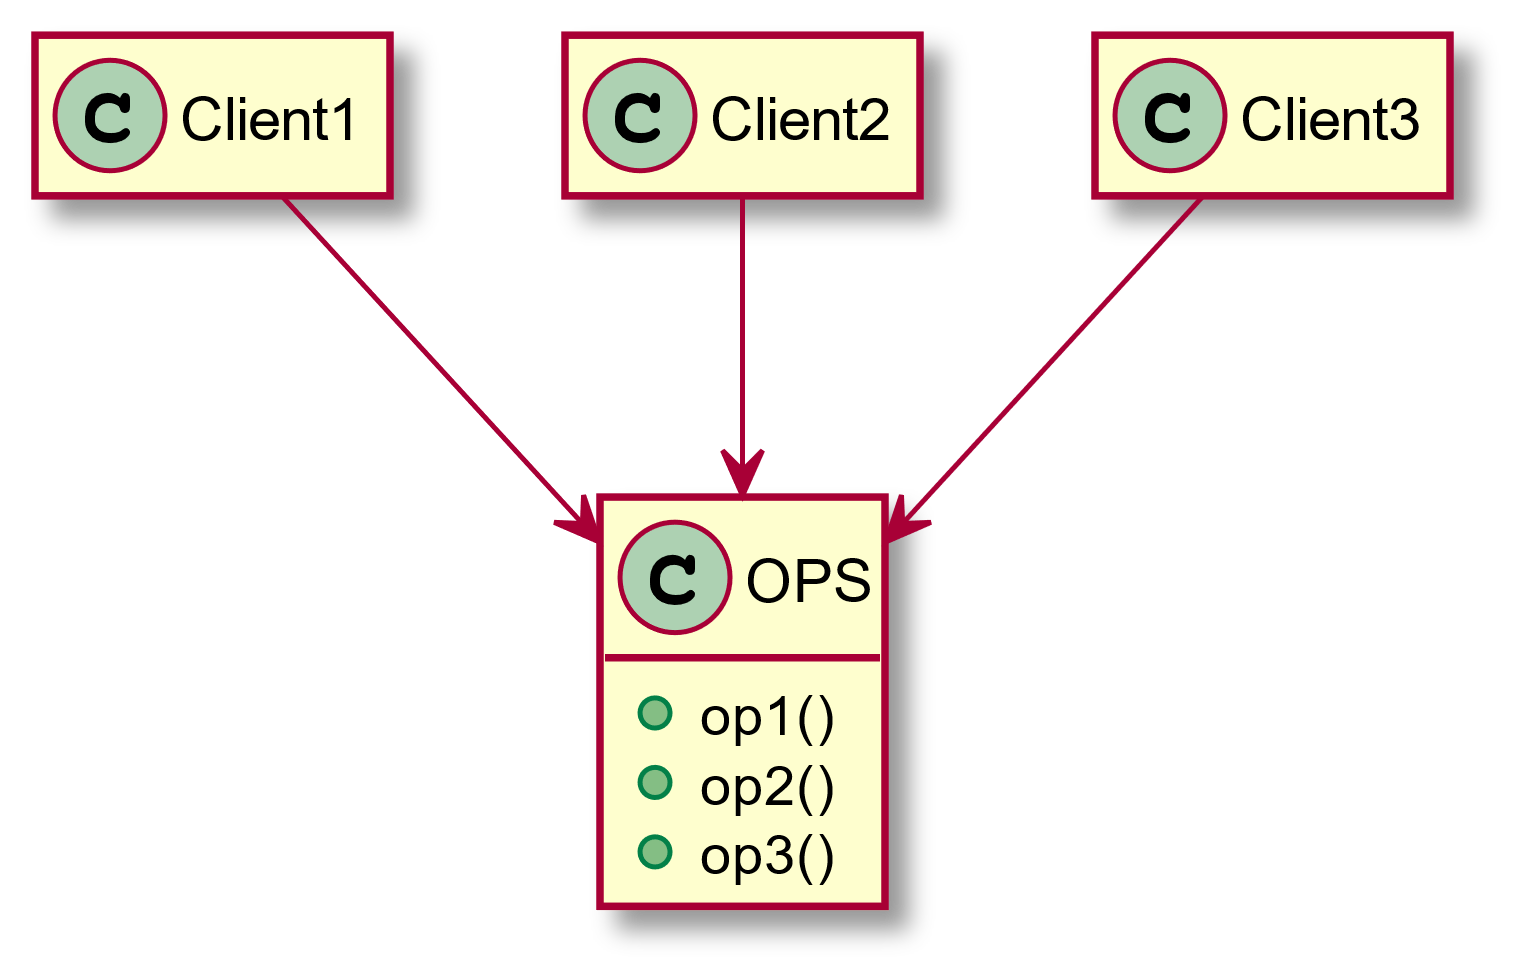 C Client1
C Client2
C Client3
C OPS
op1()
op2()
op3()